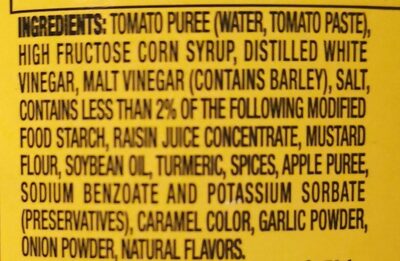 INGREDIENTS: TOMATO PUREE (WATER, TOMATO PASTE),
HIGH FRUCTOSE CORN SYRUP, DISTILLED WHITE
VINEGAR, MALT VINEGAR (CONTAINS BARLEY), SALT,
CONTAINS LESS THAN 2% OF THE FOLLOWING MODIFIED
FOOD STARCH, RAISIN JUICE CONCENTRATE, MUSTARD
FLOUR, SOYBEAN OIL, TURMERIC, SPICES, APPLE PUREE,
SODIUM BENZOATE AND POTASSIUM SORBATE
(PRESERVATIVES), CARAMEL COLOR, GARLIC POWDER,
ONION POWDER, NATURAL FLAVORS.